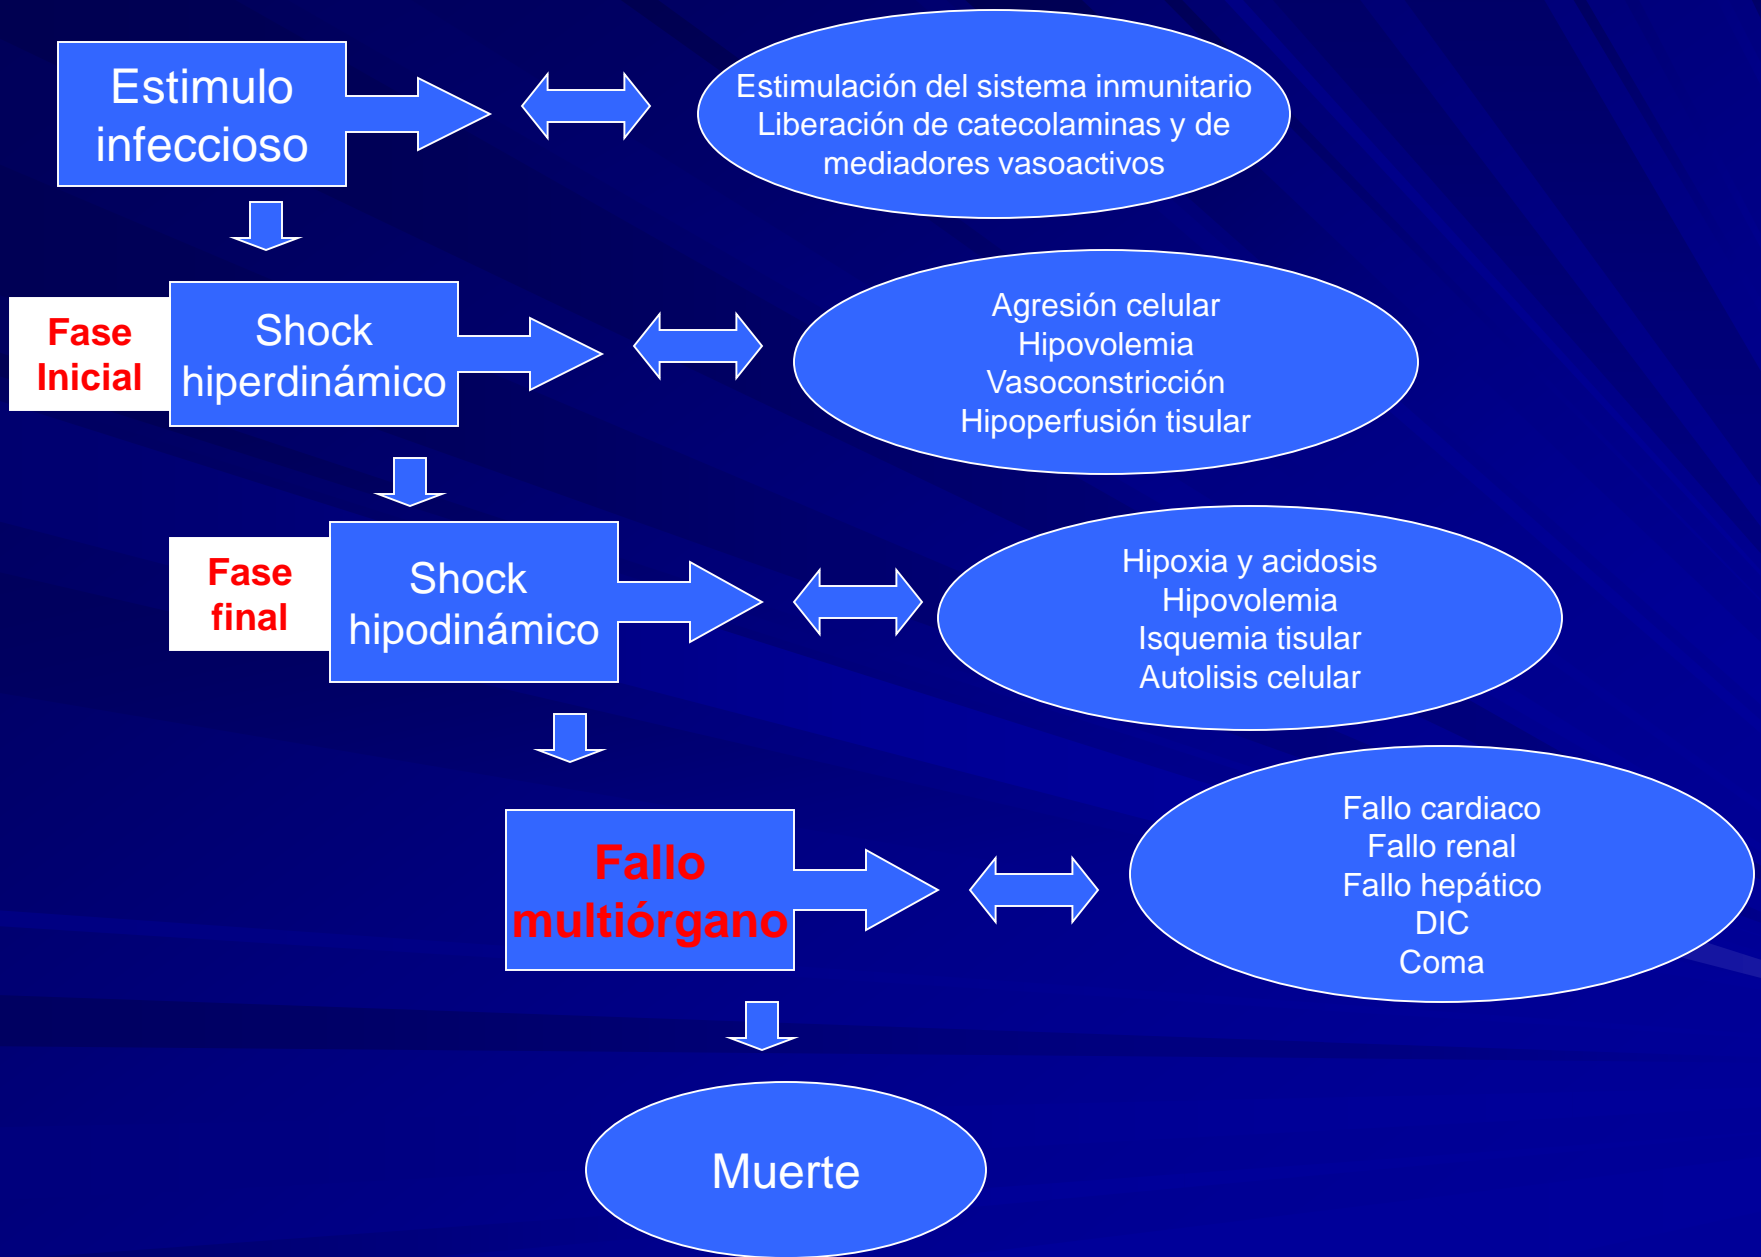 Estimulo
infeccioso
Estimulación del sistema inmunitario
Liberación de catecolaminas y de
mediadores vasoactivos
Fase
Inicial
Shock
hiperdinámico
Agresión celular
Hipovolemia
Vasoconstricción
Hipoperfusión tisular
Fase
final
Shock
hipodinámico
Hipoxia y acidosis
Hipovolemia
Isquemia tisular
Autolisis celular
Fallo
multiórgano
Fallo cardiaco
Fallo renal
Fallo hepático
DIC
Coma
Muerte